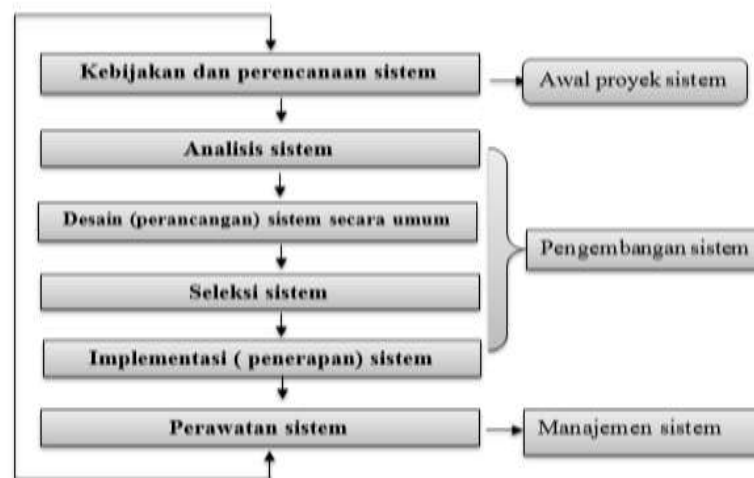 Kebijakan dan perencanaan sistem
Awal proyek sistem
Analisis sistem
Desain (perancangan) sistem secara umum
Pengembangan sistem
Seleksi sistem
Implementasi ( penerapan) sistem
Perawatan sistem
Manajemen sistem